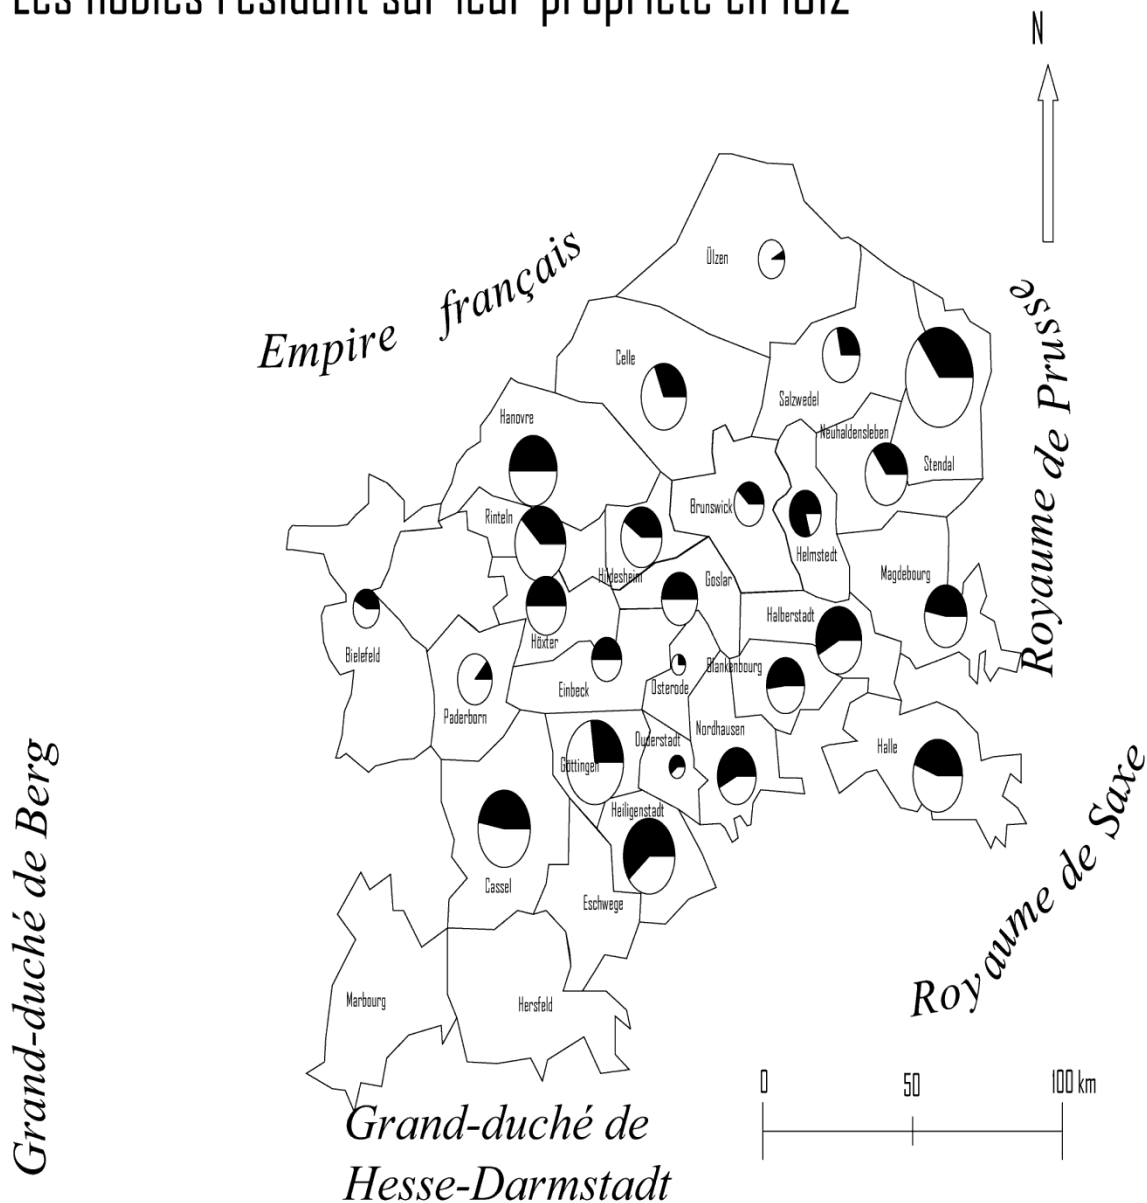 Les nobles résidant sur leur propriété en 1812
N
Empire français
Royaume de Prusse
Ülzen
Celle
Salzwedel
Hanovre
Neuhaldensleben
Stendal
Rinteln
Brunswick
Helmstedt
Hildesheim
Goslar
Magdebourg
Halberstadt
Bielefeld
Höxter
Blankenbourg
Einbeck
Osterode
Paderborn
Nordhausen
Duderstadt
Göttingen
Halle
Heiligenstadt
Cassel
Eschwege
Marbourg
Hersfeld
Grand-duché de Berg
Royaume de Saxe
0 50 100 km
Grand-duché de
Hesse-Darmstadt